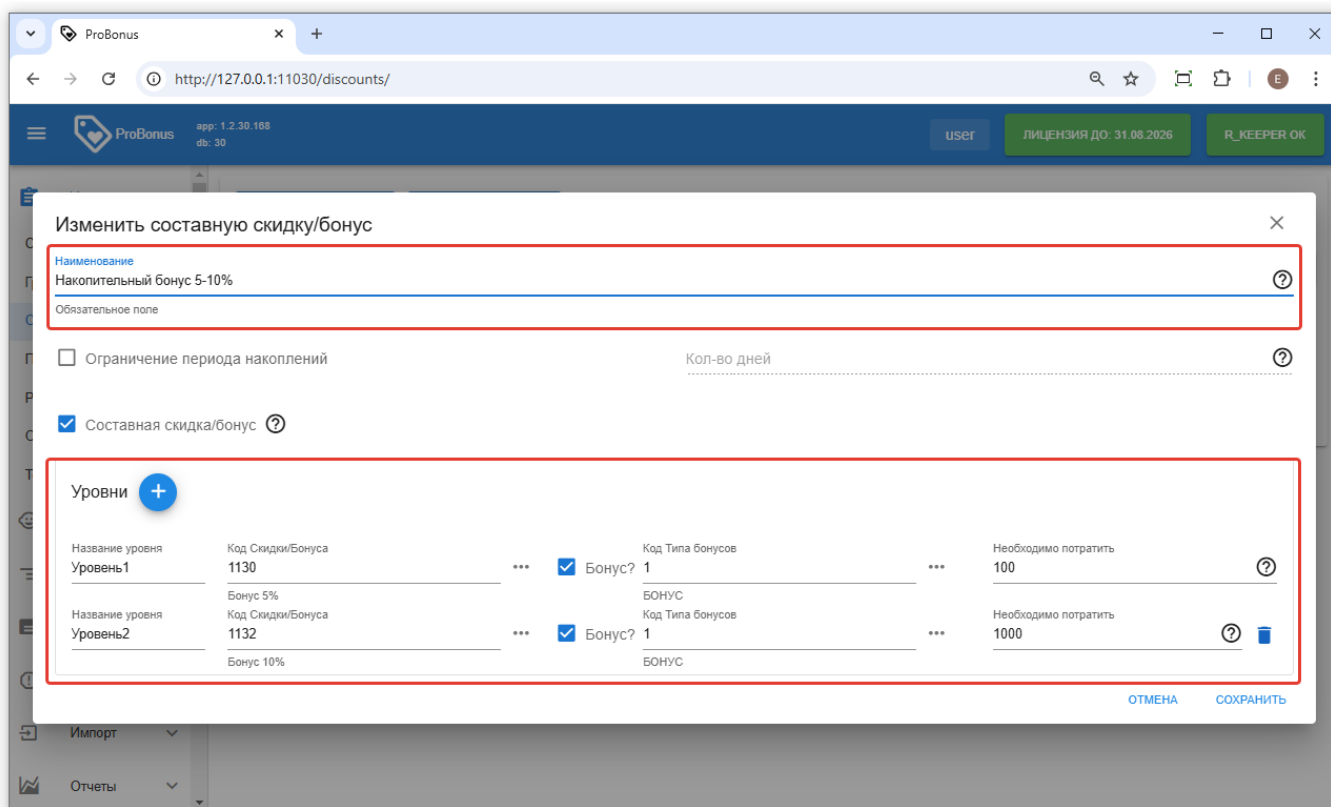 ProBonus
http://127.0.0.1:11030/discounts/
E
ProBonus
app: 1.2.30.168
db: 30
user
ЛИЦЕНЗИЯ ДО: 31.08.2026
R_KEEPER OK
Изменить составную скидку/бонус
Наименование
Накопительный бонус 5-10%
Обязательное поле
Ограничение периода накоплений
Кол-во дней
Составная скидка/бонус
Уровни
Название уровня Код Скидки/Бонуса Код Типа бонусов Необходимо потратить
Уровень1 1130 Бонус? 1 100
Бонус 5% БОНУС
Название уровня Код Скидки/Бонуса Код Типа бонусов Необходимо потратить
Уровень2 1132 Бонус? 1 1000
Бонус 10% БОНУС
ОТМЕНА СОХРАНИТЬ
Импорт
Отчеты